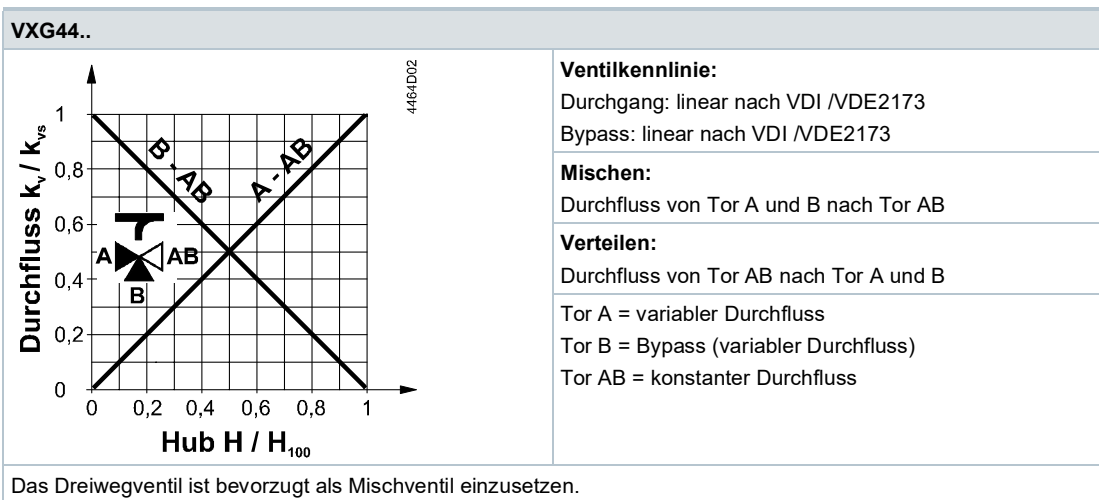 VXG44..
4464D02
Durchfluss kv / kvs
1
0,8
0,6
0,4
0,2
0
B - AB
A - AB
A
AB
B
0
0,2
0,4
0,6
0,8
1
Hub H / H100
Ventilkennlinie:
Durchgang: linear nach VDI /VDE2173
Bypass: linear nach VDI /VDE2173
Mischen:
Durchfluss von Tor A und B nach Tor AB
Verteilen:
Durchfluss von Tor AB nach Tor A und B
Tor A = variabler Durchfluss
Tor B = Bypass (variabler Durchfluss)
Tor AB = konstanter Durchfluss
Das Dreiwegventil ist bevorzugt als Mischventil einzusetzen.